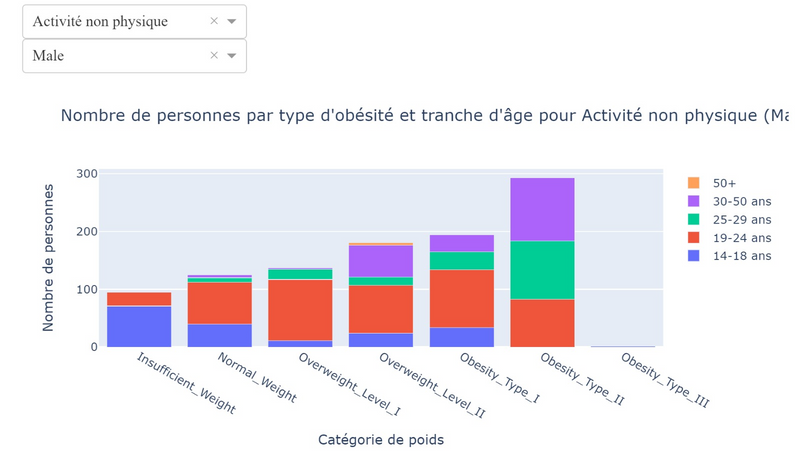 Activité non physique
Male
Nombre de personnes par type d'obésité et tranche d'âge pour Activité non physique (Ma
Nombre de personnes
300
200
100
0
50+
30-50 ans
25-29 ans
19-24 ans
14-18 ans
Insufficient_Weight
Normal_Weight
Overweight_Level_I
Overweight_Level_II
Obesity_Type_I
Obesity_Type_II
Obesity_Type_III
Catégorie de poids